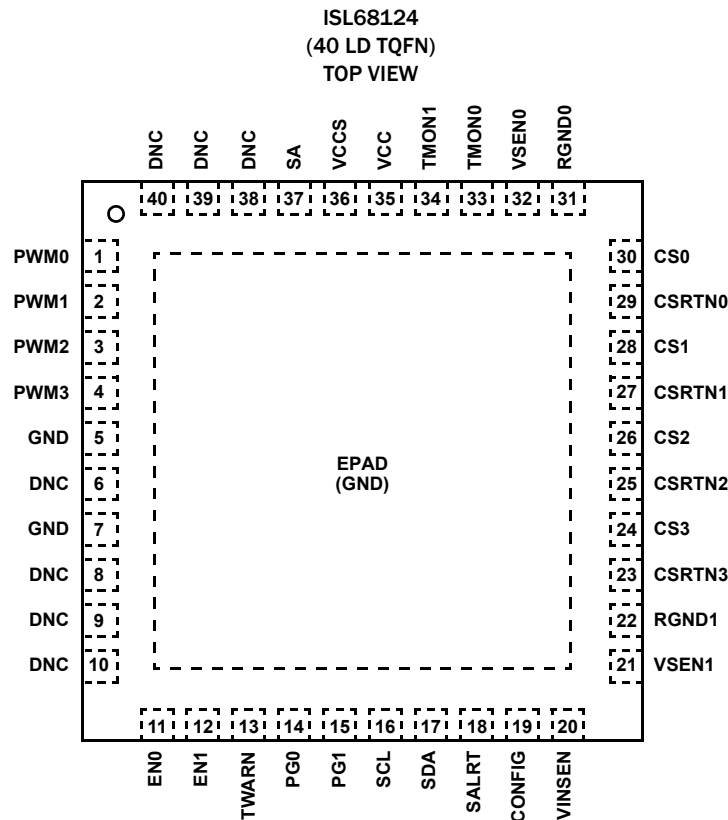 ISL68124
(40 LD TQFN)
TOP VIEW
DNC DNC DNC SA VCCS VCC TMON1 TMON0 VSEN0 RGND0
40 39 38 37 36 35 34 33 32 31
PWM0 1 30 CS0
PWM1 2 29 CSRTN0
PWM2 3 28 CS1
PWM3 4 27 CSRTN1
GND 5 26 CS2
EPAD
(GND)
DNC 6 25 CSRTN2
GND 7 24 CS3
DNC 8 23 CSRTN3
DNC 9 22 RGND1
DNC 10 21 VSEN1
11 12 13 14 15 16 17 18 19 20
EN0 EN1 TWARN PG0 PG1 SCL SDA SALRT CONFIG VINSEN